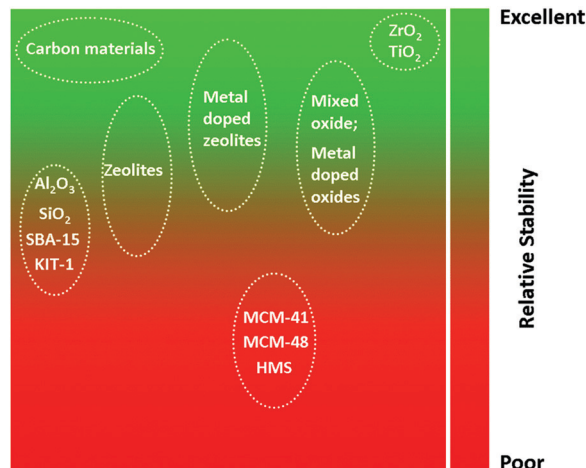 Excellent
Carbon materials
ZrO₂
TiO₂
Metal
doped
zeolites
Mixed
oxide;
Metal
doped
oxides
Zeolites
Al₂O₃
SiO₂
SBA-15
KIT-1
MCM-41
MCM-48
HMS
Relative Stability
Poor